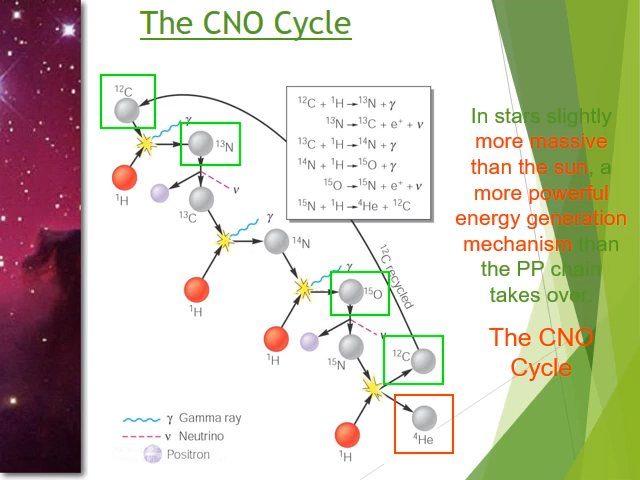 The CNO Cycle
¹²C + ¹H → ¹³N + γ
¹³N → ¹³C + e⁺ + ν
¹³C + ¹H → ¹⁴N + γ
¹⁴N + ¹H → ¹⁵O + γ
¹⁵O → ¹⁵N + e⁺ + ν
¹⁵N + ¹H → ⁴He + ¹²C
¹²C
γ
¹³N
¹H
ν
¹³C
γ
¹⁴N
¹H
γ
¹⁵O
¹²C recycled
¹H
ν
¹⁵N
¹²C
¹H
⁴He
γ Gamma ray
ν Neutrino
Positron
In stars slightly
more massive
than the sun, a
more powerful
energy generation
mechanism than
the PP chain
takes over.
The CNO
Cycle